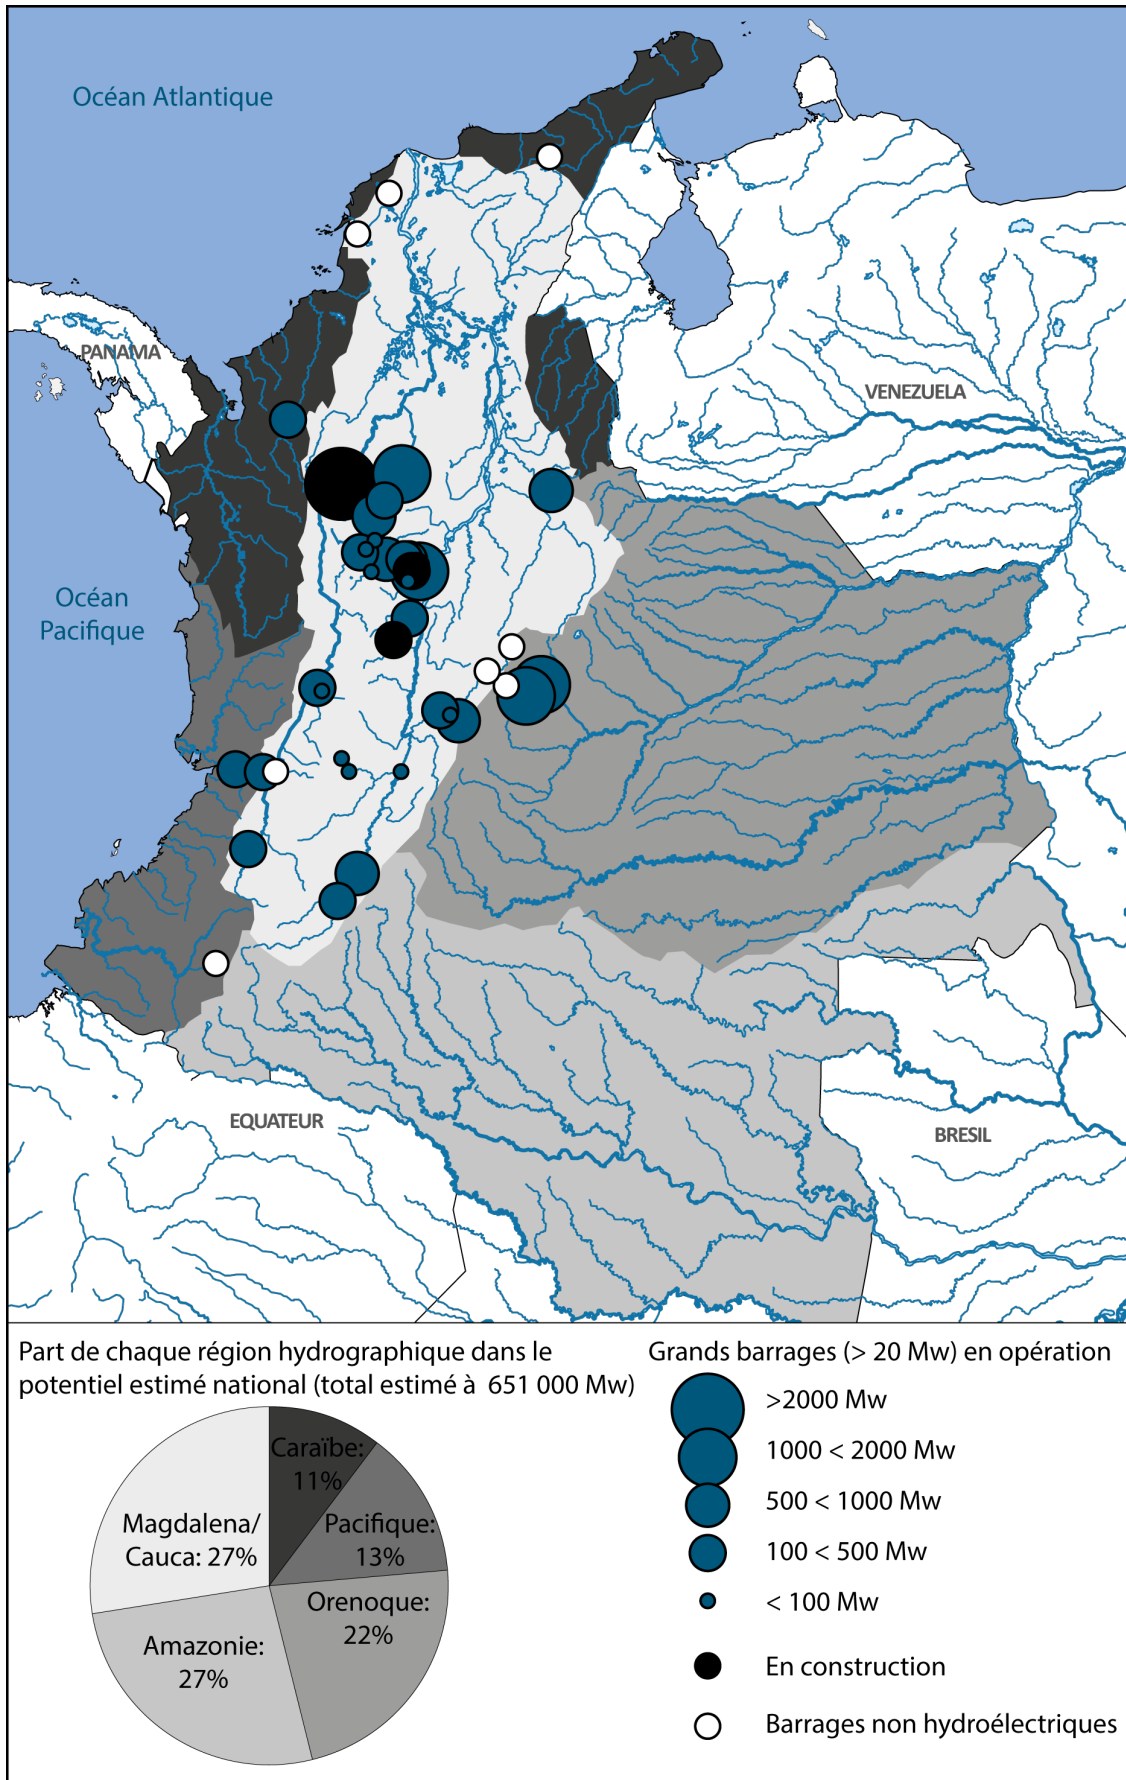 Océan Atlantique
PANAMA
VENEZUELA
Océan
Pacifique
EQUATEUR
BRESIL
Part de chaque région hydrographique dans le
potentiel estimé national (total estimé à 651 000 Mw)
Caraïbe:
11%
Pacifique:
13%
Magdalena/
Cauca: 27%
Orenoque:
22%
Amazonie:
27%
Grands barrages (> 20 Mw) en opération
>2000 Mw
1000 < 2000 Mw
500 < 1000 Mw
100 < 500 Mw
< 100 Mw
En construction
Barrages non hydroélectriques